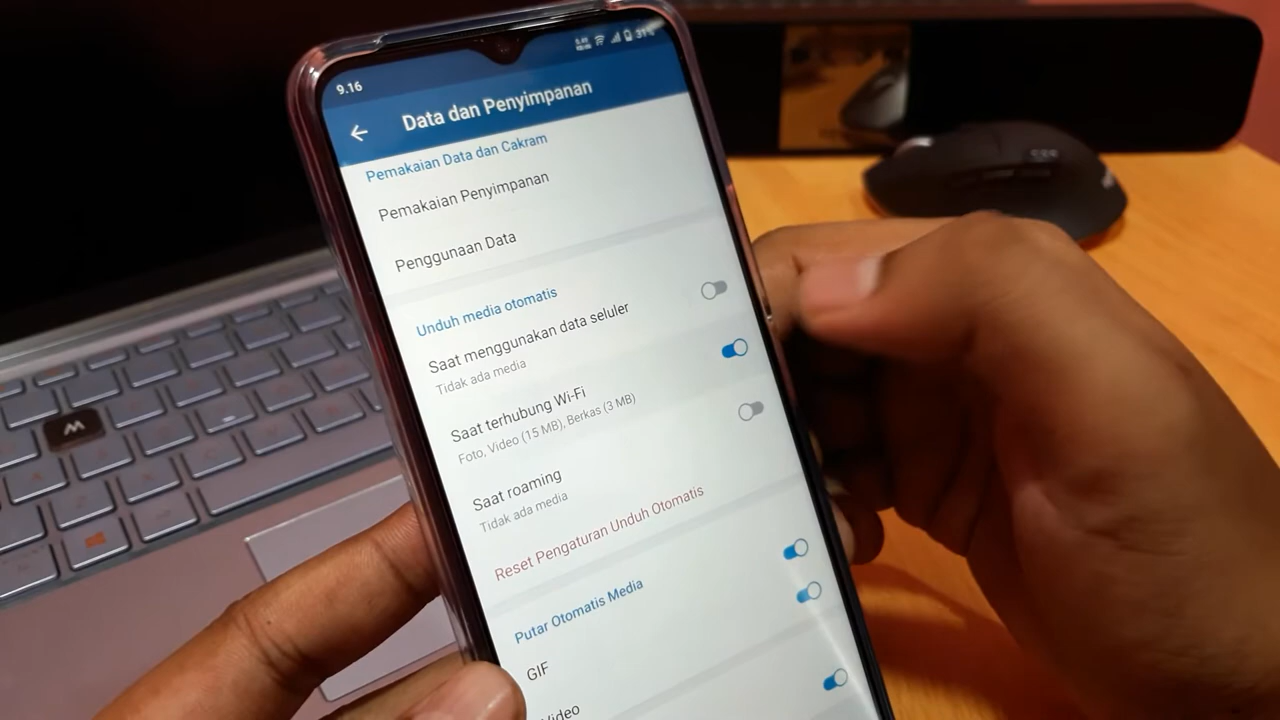 9.16
31%
Data dan Penyimpanan
Pemakaian Data dan Cakram
Pemakaian Penyimpanan
Penggunaan Data
Unduh media otomatis
Saat menggunakan data seluler
Tidak ada media
Saat terhubung Wi-Fi
Foto, Video (15 MB), Berkas (3 MB)
Saat roaming
Tidak ada media
Reset Pengaturan Unduh Otomatis
Putar Otomatis Media
GIF
Video